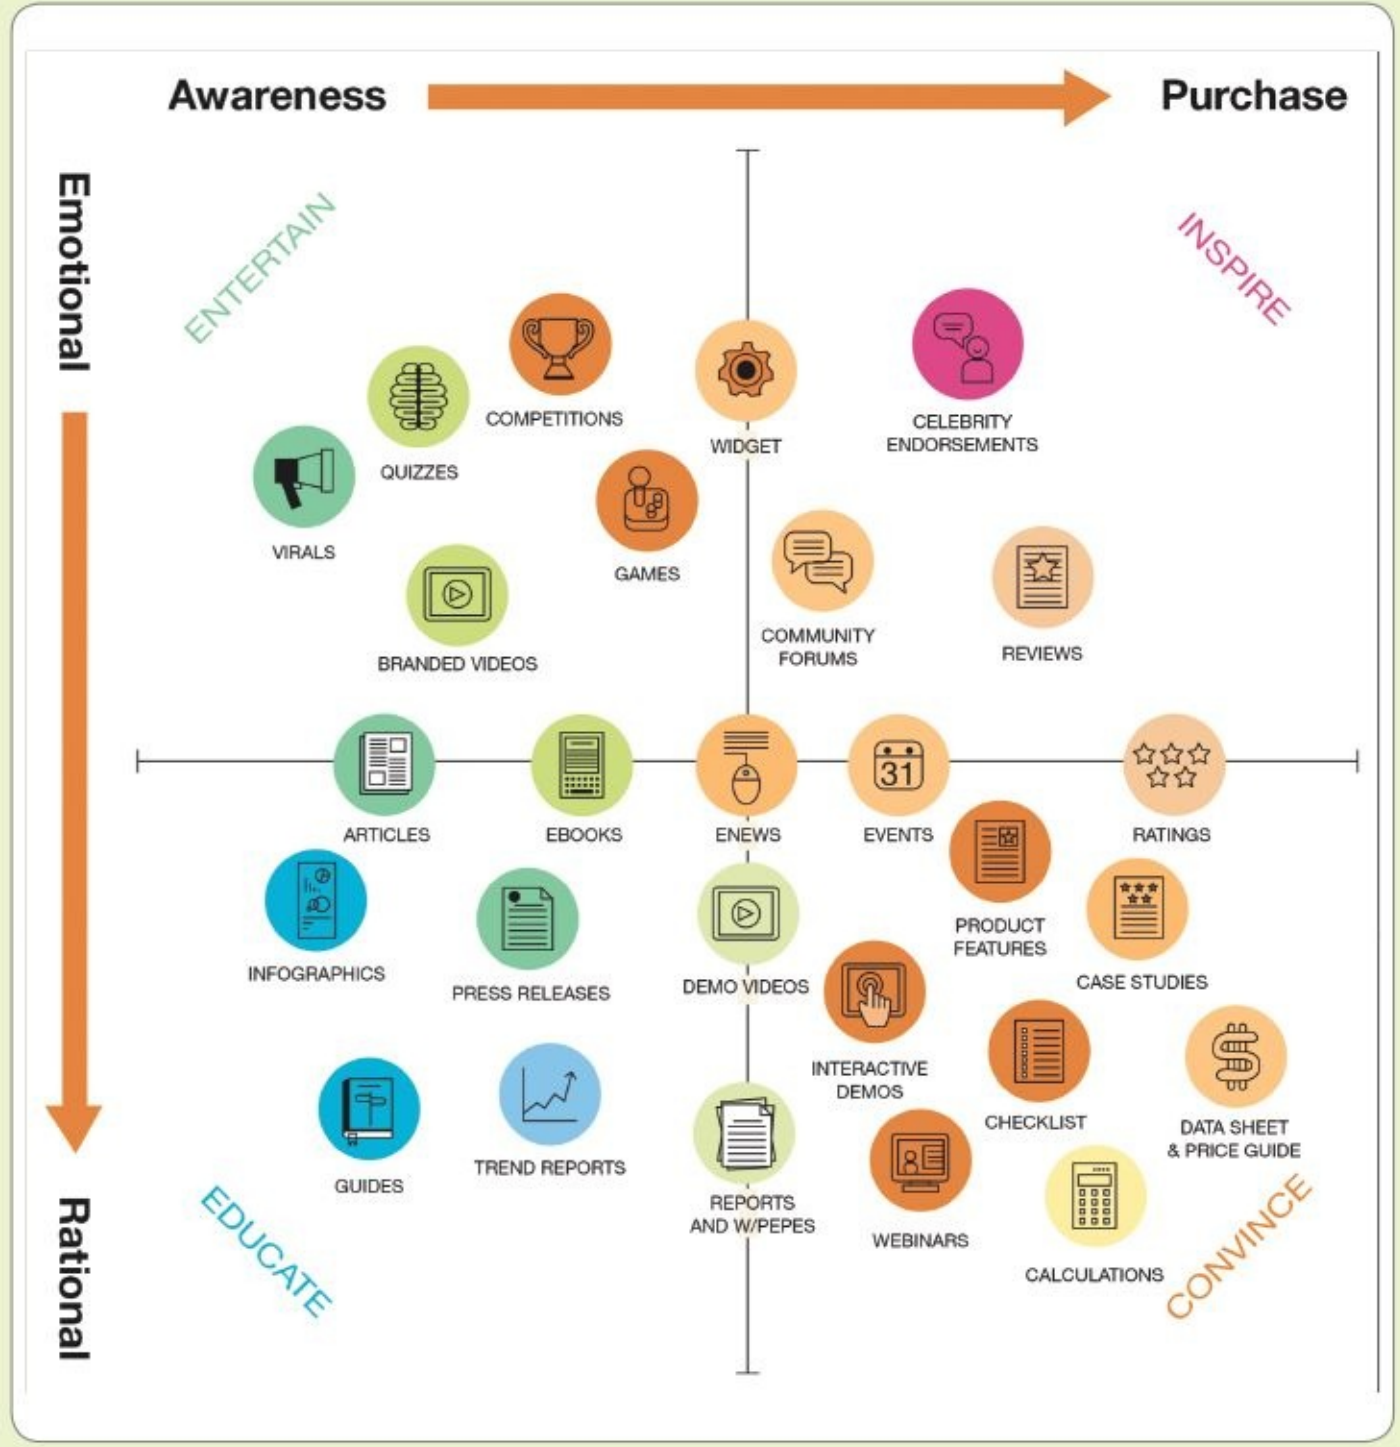 Awareness
Purchase
Emotional
ENTERTAIN
INSPIRE
COMPETITIONS
QUIZZES
WIDGET
CELEBRITY
ENDORSEMENTS
VIRALS
GAMES
BRANDED VIDEOS
COMMUNITY
FORUMS
REVIEWS
31
ARTICLES
EBOOKS
ENEWS
EVENTS
RATINGS
INFOGRAPHICS
PRESS RELEASES
DEMO VIDEOS
PRODUCT
FEATURES
CASE STUDIES
INTERACTIVE
DEMOS
CHECKLIST
DATA SHEET
& PRICE GUIDE
GUIDES
TREND REPORTS
REPORTS
AND W/PEPES
WEBINARS
CALCULATIONS
Rational
EDUCATE
CONVINCE